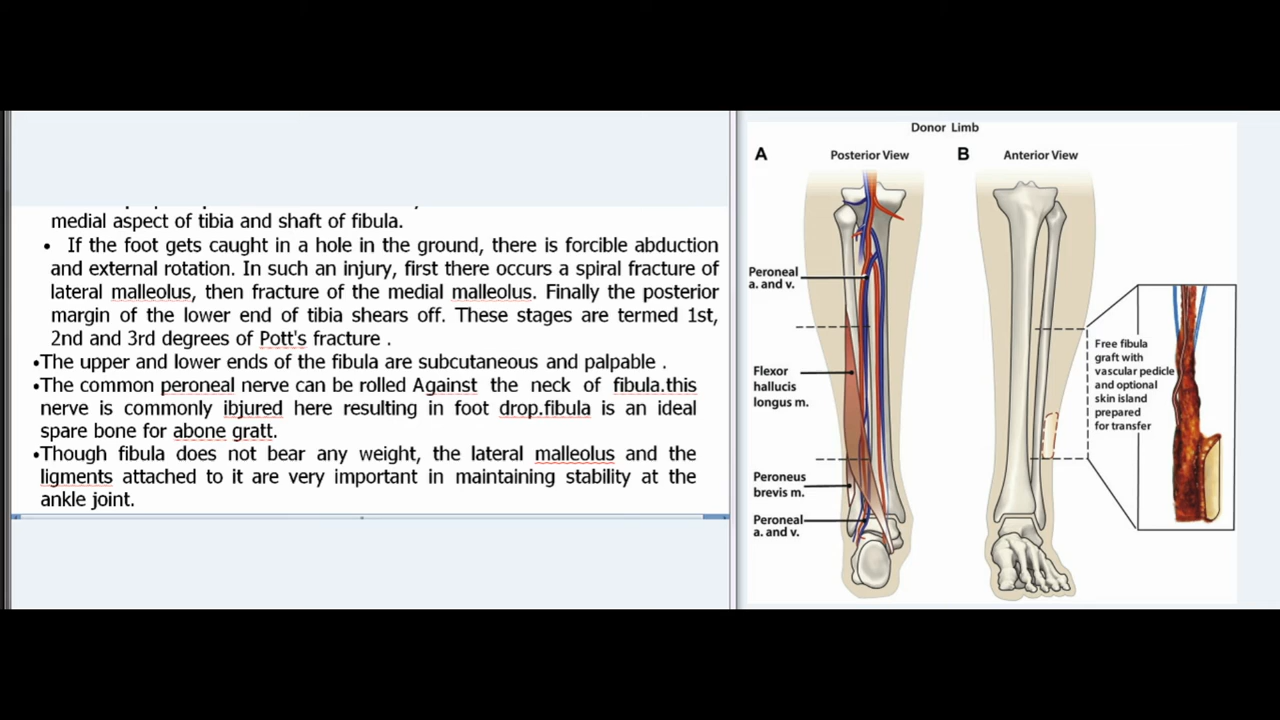 medial aspect of tibia and shaft of fibula.
• If the foot gets caught in a hole in the ground, there is forcible abduction
and external rotation. In such an injury, first there occurs a spiral fracture of
lateral malleolus, then fracture of the medial malleolus. Finally the posterior
margin of the lower end of tibia shears off. These stages are termed 1st,
2nd and 3rd degrees of Pott's fracture .
•The upper and lower ends of the fibula are subcutaneous and palpable .
•The common peroneal nerve can be rolled Against the neck of fibula.this
nerve is commonly ibjured here resulting in foot drop.fibula is an ideal
spare bone for abone gratt.
•Though fibula does not bear any weight, the lateral malleolus and the
ligments attached to it are very important in maintaining stability at the
ankle joint.
Donor Limb
A Posterior View
B Anterior View
Peroneal
a. and v.
Flexor
hallucis
longus m.
Peroneus
brevis m.
Peroneal
a. and v.
Free fibula
graft with
vascular pedicle
and optional
skin island
prepared
for transfer